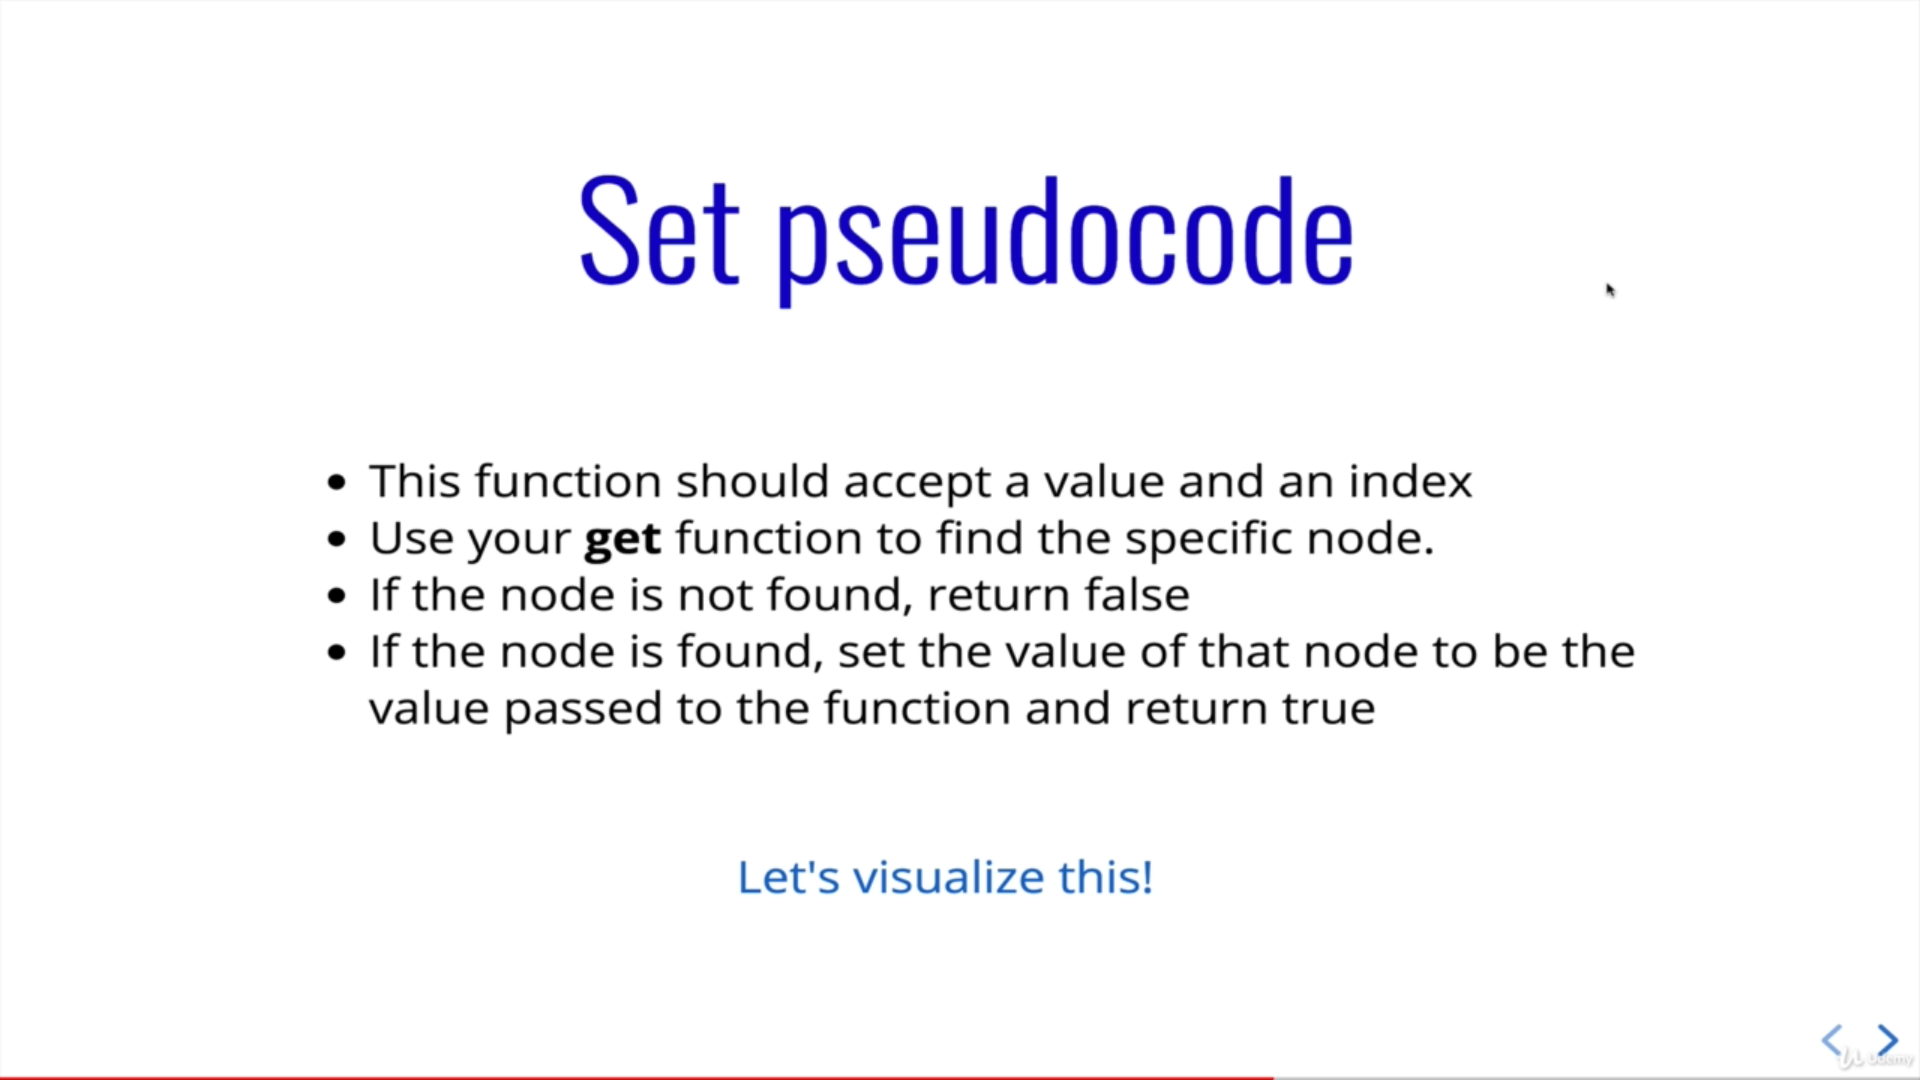 Set pseudocode
• This function should accept a value and an index
• Use your get function to find the specific node.
• If the node is not found, return false
• If the node is found, set the value of that node to be the
value passed to the function and return true
Let's visualize this!
Udemy